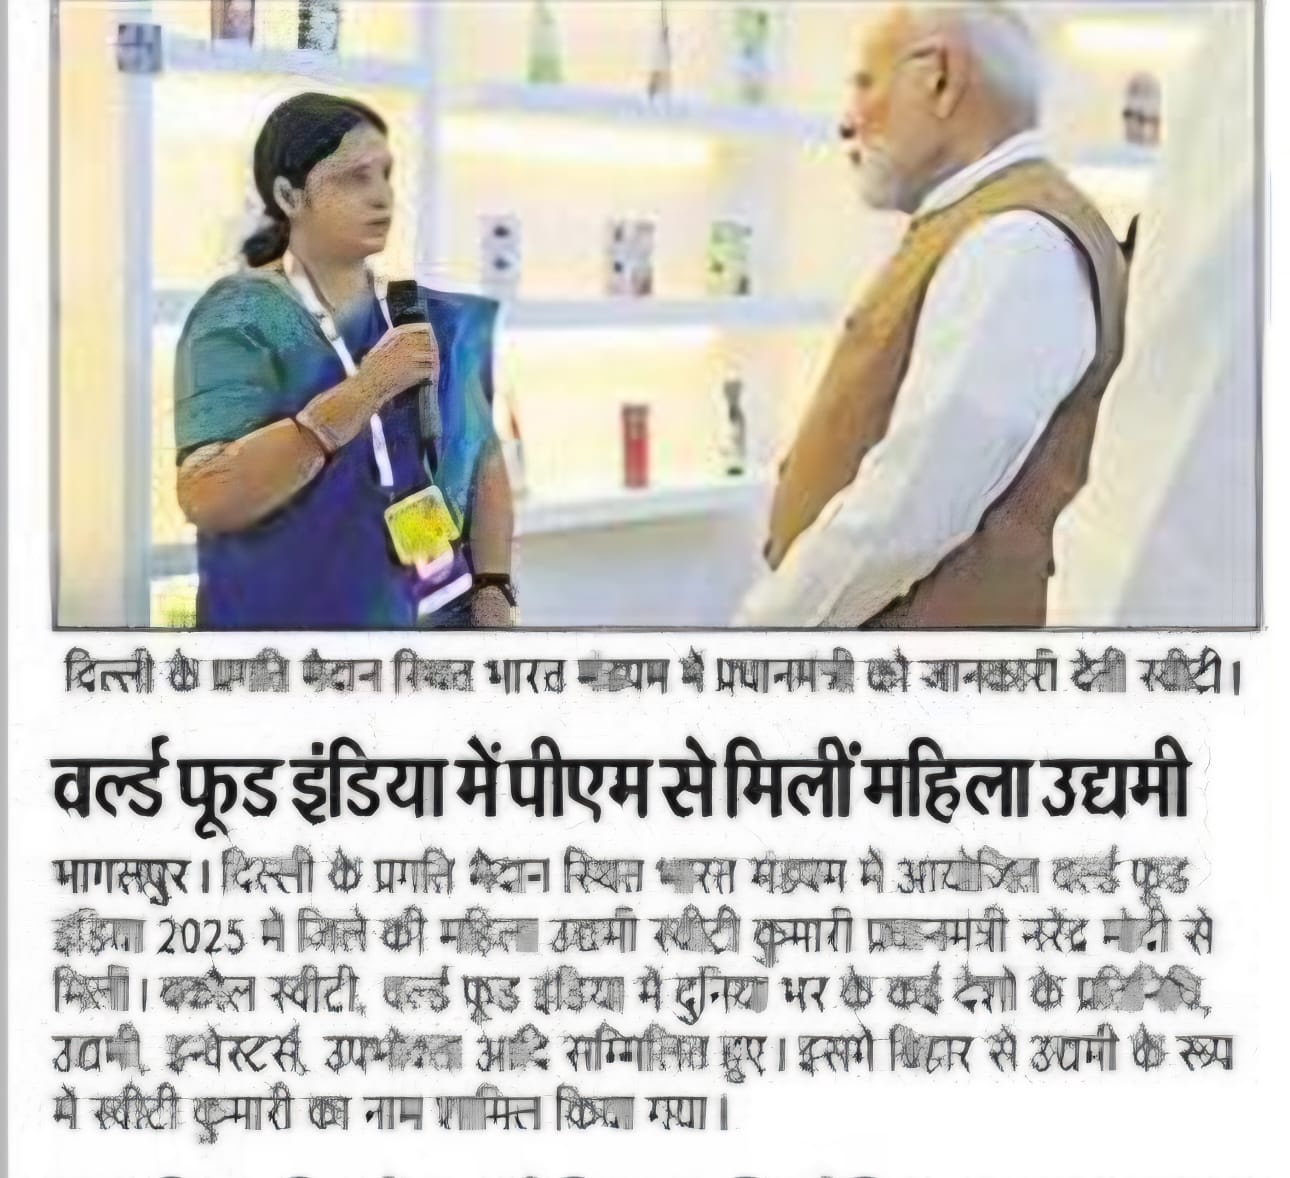 दिल्ली के प्रगति मैदान स्थित भारत मंडपम में प्रधानमंत्री को जानकारी देती स्वीटी।
वर्ल्ड फूड इंडिया में पीएम से मिलीं महिला उद्यमी
भागलपुर। दिल्ली के प्रगति मैदान स्थित भारत मंडपम में आयोजित वर्ल्ड फूड
इंडिया 2025 में जिले की महिला उद्यमी स्वीटी कुमारी प्रधानमंत्री नरेंद्र मोदी से
मिलीं। स्वीटी, वर्ल्ड फूड इंडिया में दुनिया भर के कई देशों के
उद्यमी, इन्वेस्टर्स, उपभोक्ता आदि सम्मिलित हुए। इसमें बिहार से उद्यमी के रूप
में स्वीटी कुमारी का नाम शामिल किया गया।